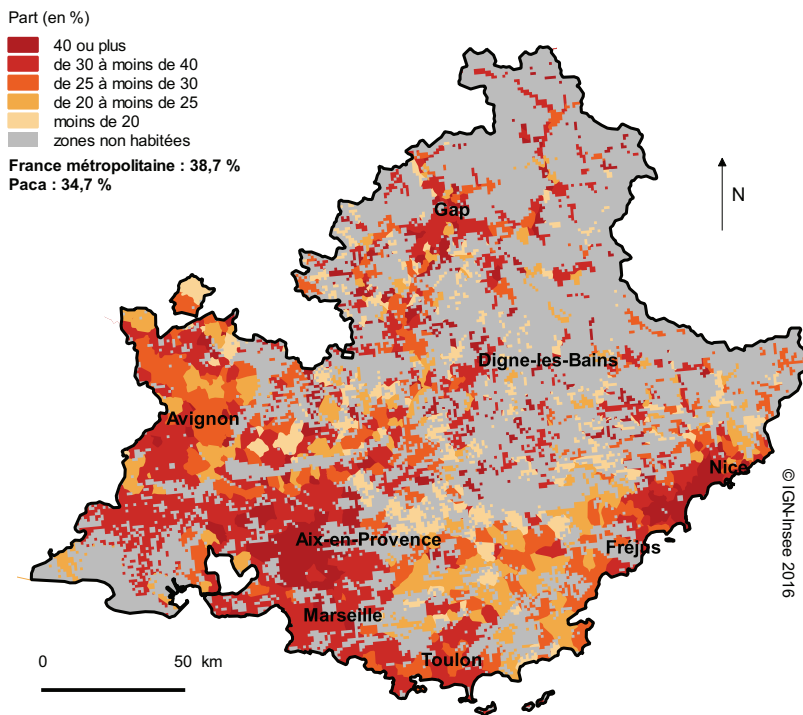 Part (en %)
40 ou plus
de 30 à moins de 40
de 25 à moins de 30
de 20 à moins de 25
moins de 20
zones non habitées
France métropolitaine : 38,7 %
Paca : 34,7 %
N
Gap
Digne-les-Bains
Avignon
Nice
Aix-en-Provence
Fréjus
Marseille
Toulon
0 50 km
© IGN-Insee 2016